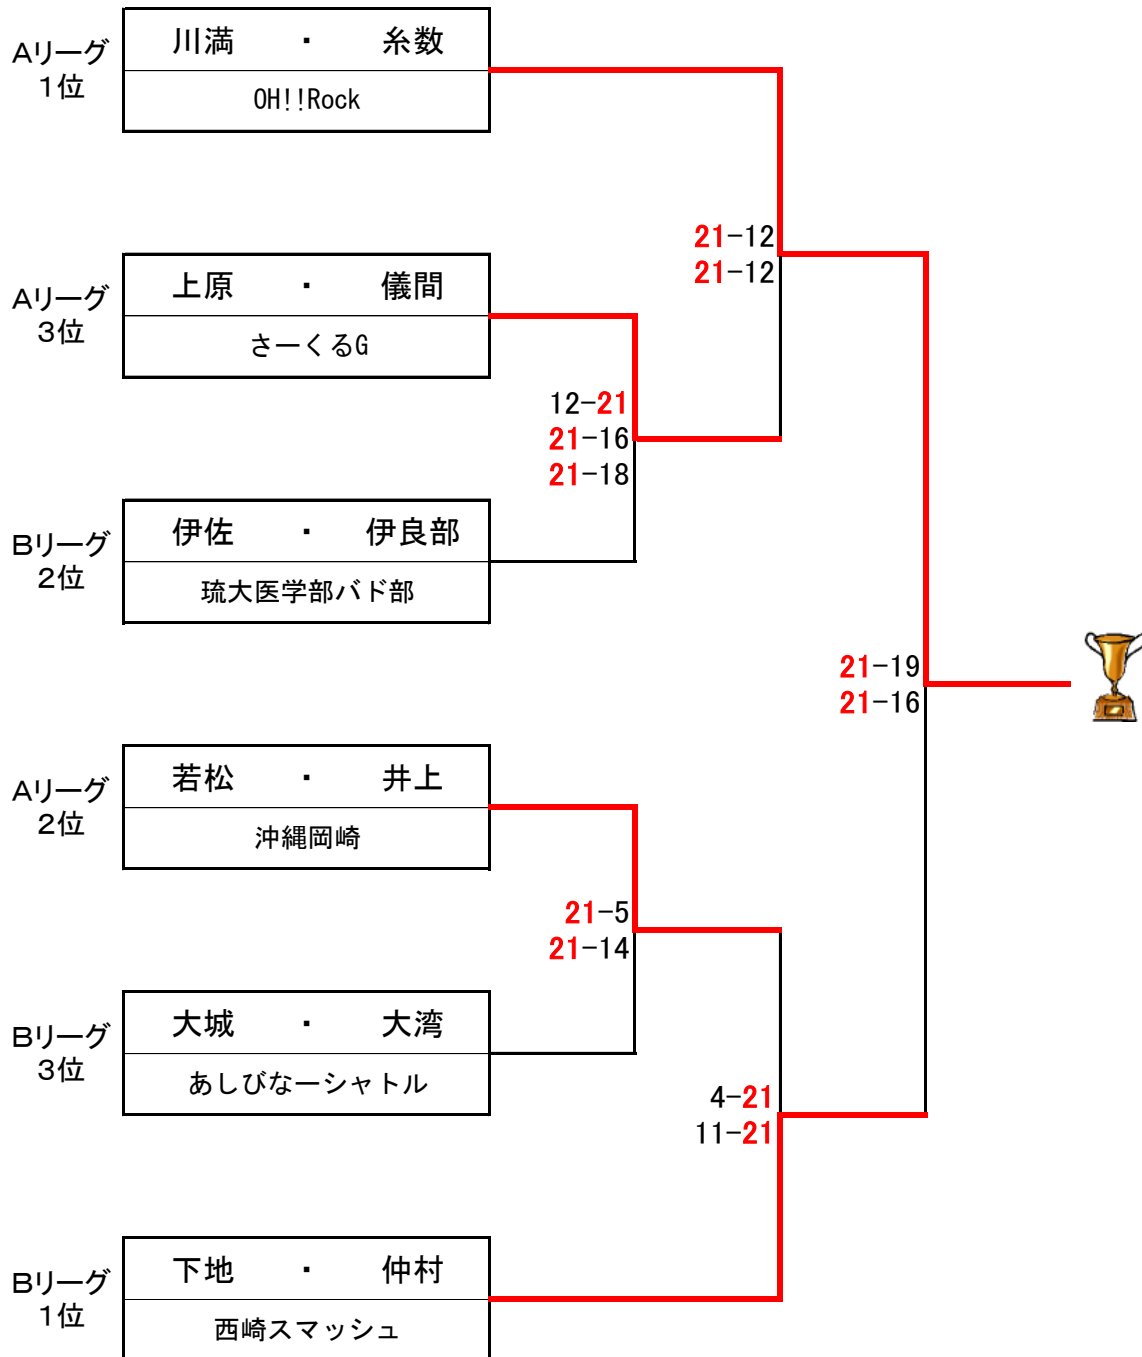 Aリーグ
1位
川満 ・ 糸数
OH!!Rock
21-12
21-12
Aリーグ
3位
上原 ・ 儀間
さーくるG
12-21
21-16
21-18
Bリーグ
2位
伊佐 ・ 伊良部
琉大医学部バド部
21-19
21-16
Aリーグ
2位
若松 ・ 井上
沖縄岡崎
21-5
21-14
Bリーグ
3位
大城 ・ 大湾
あしびなーシャトル
4-21
11-21
Bリーグ
1位
下地 ・ 仲村
西崎スマッシュ